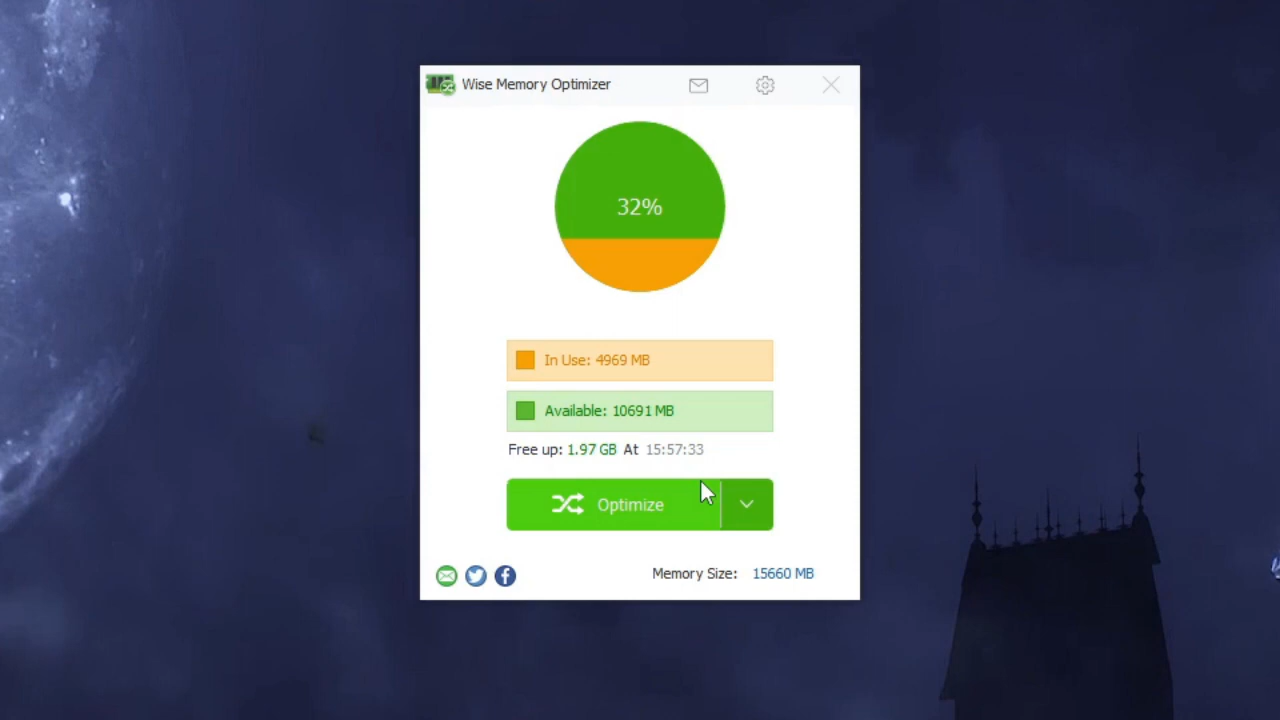 Wise Memory Optimizer
32%
In Use: 4969 MB
Available: 10691 MB
Free up: 1.97 GB At 15:57:33
Optimize
Memory Size: 15660 MB